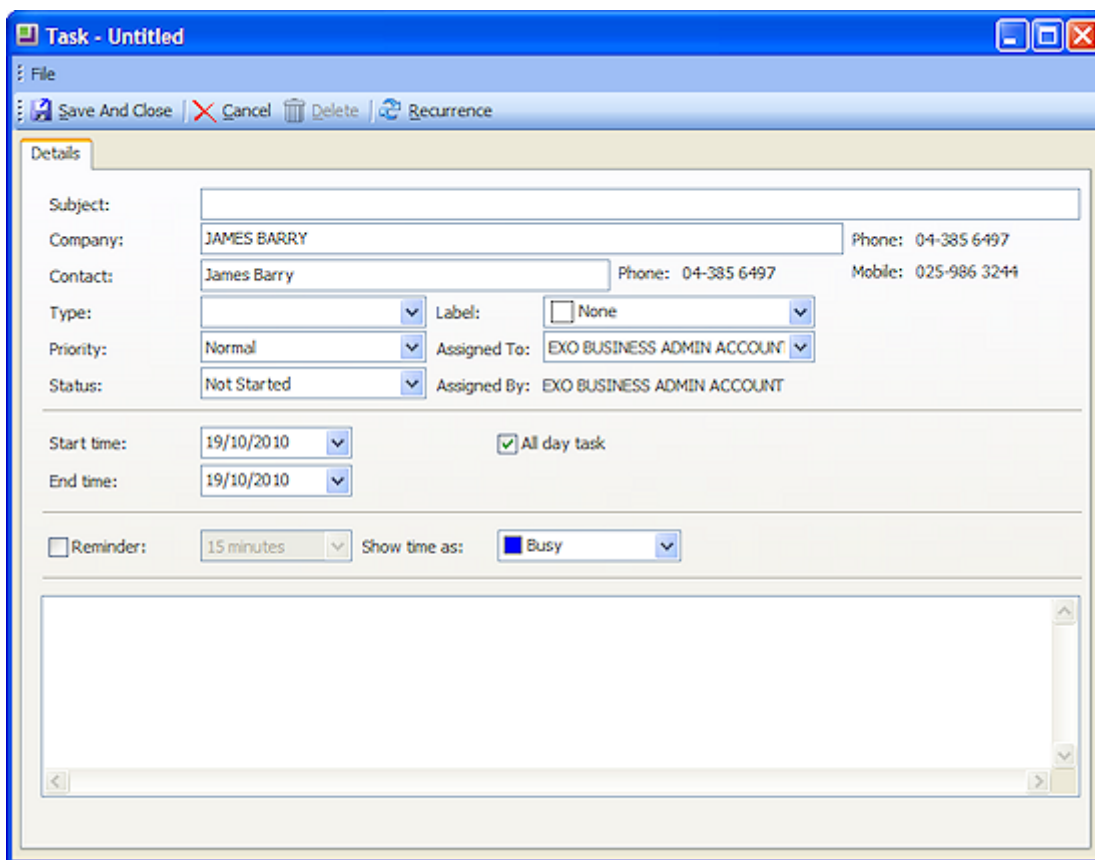 Task - Untitled
File
Save And Close Cancel Delete Recurrence
Details
Subject:
Company: JAMES BARRY Phone: 04-385 6497
Contact: James Barry Phone: 04-385 6497 Mobile: 025-986 3244
Type: Label: None
Priority: Normal Assigned To: EXO BUSINESS ADMIN ACCOUNT
Status: Not Started Assigned By: EXO BUSINESS ADMIN ACCOUNT
Start time: 19/10/2010 All day task
End time: 19/10/2010
Reminder: 15 minutes Show time as: Busy